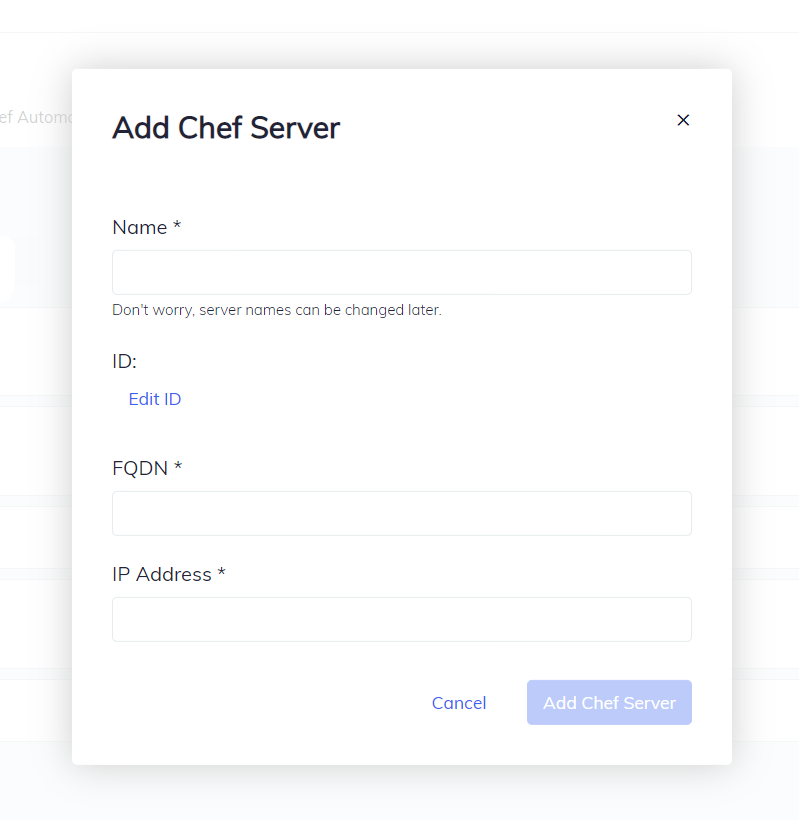 Add Chef Server
ef Autom
Name *
Don't worry, server names can be changed later.
ID:
Edit ID
FQDN *
IP Address *
Cancel
Add Chef Server